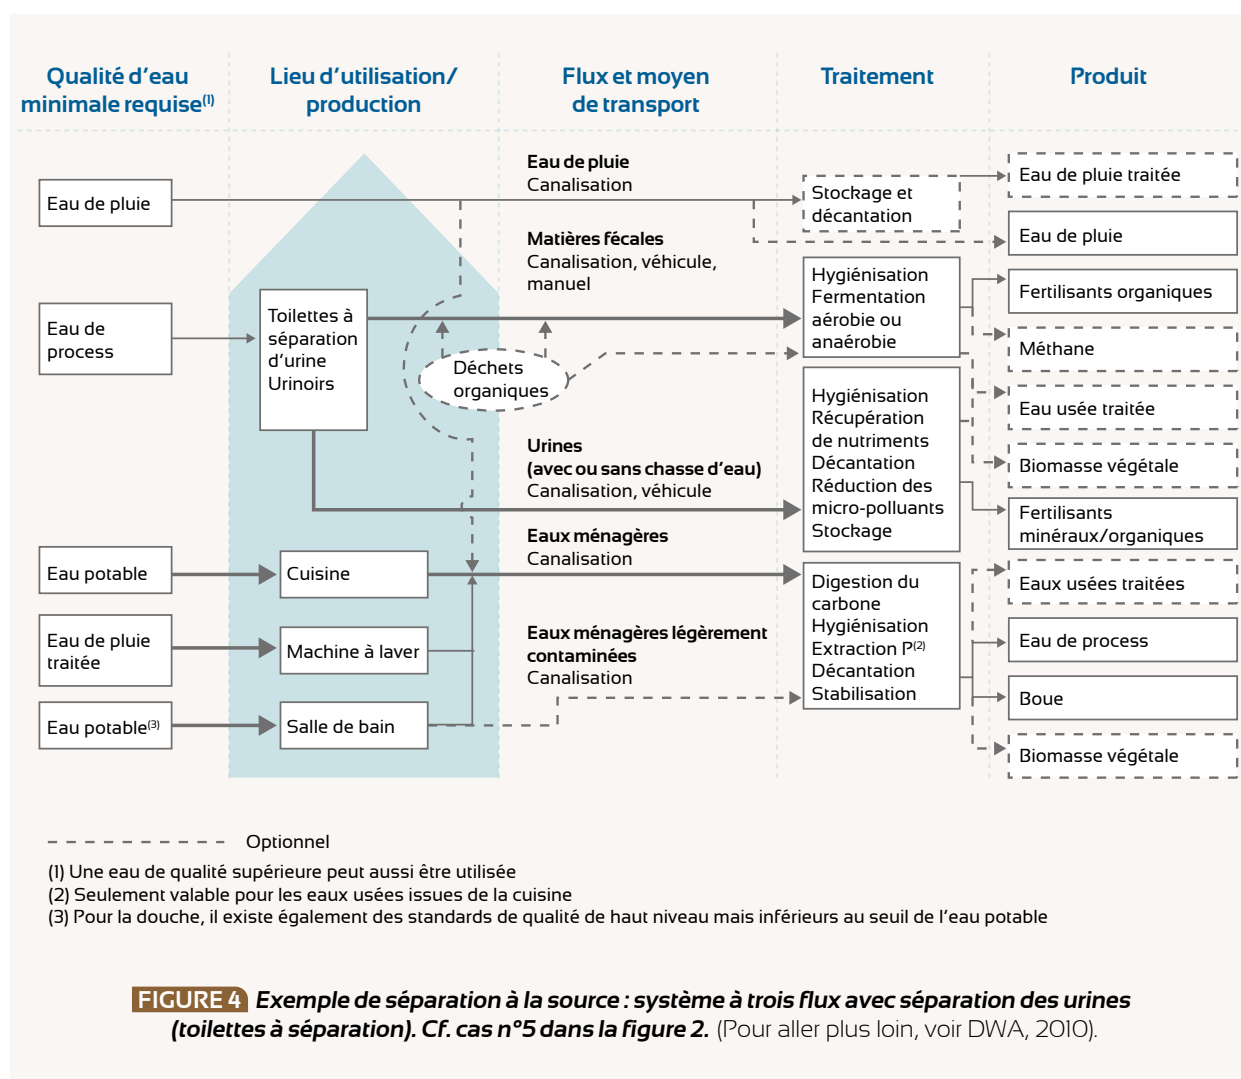 Qualité d'eau
minimale requise(1)
Lieu d'utilisation/
production
Flux et moyen
de transport
Traitement
Produit
Eau de pluie
Eau de
process
Eau potable
Eau de pluie
traitée
Eau potable(3)
Toilettes à
séparation
d'urine
Urinoirs
Déchets
organiques
Cuisine
Machine à laver
Salle de bain
Eau de pluie
Canalisation
Matières fécales
Canalisation, véhicule,
manuel
Urines
(avec ou sans chasse d'eau)
Canalisation, véhicule
Eaux ménagères
Canalisation
Eaux ménagères légèrement
contaminées
Canalisation
Stockage et
décantation
Hygiénisation
Fermentation
aérobie ou
anaérobie
Hygiénisation
Récupération
de nutriments
Décantation
Réduction des
micro-polluants
Stockage
Digestion du
carbone
Hygiénisation
Extraction P(2)
Décantation
Stabilisation
Eau de pluie traitée
Eau de pluie
Fertilisants organiques
Méthane
Eau usée traitée
Biomasse végétale
Fertilisants
minéraux/organiques
Eaux usées traitées
Eau de process
Boue
Biomasse végétale
Optionnel
(1) Une eau de qualité supérieure peut aussi être utilisée
(2) Seulement valable pour les eaux usées issues de la cuisine
(3) Pour la douche, il existe également des standards de qualité de haut niveau mais inférieurs au seuil de l'eau potable
FIGURE 4 Exemple de séparation à la source : système à trois flux avec séparation des urines
(toilettes à séparation). Cf. cas n°5 dans la figure 2. (Pour aller plus loin, voir DWA, 2010).